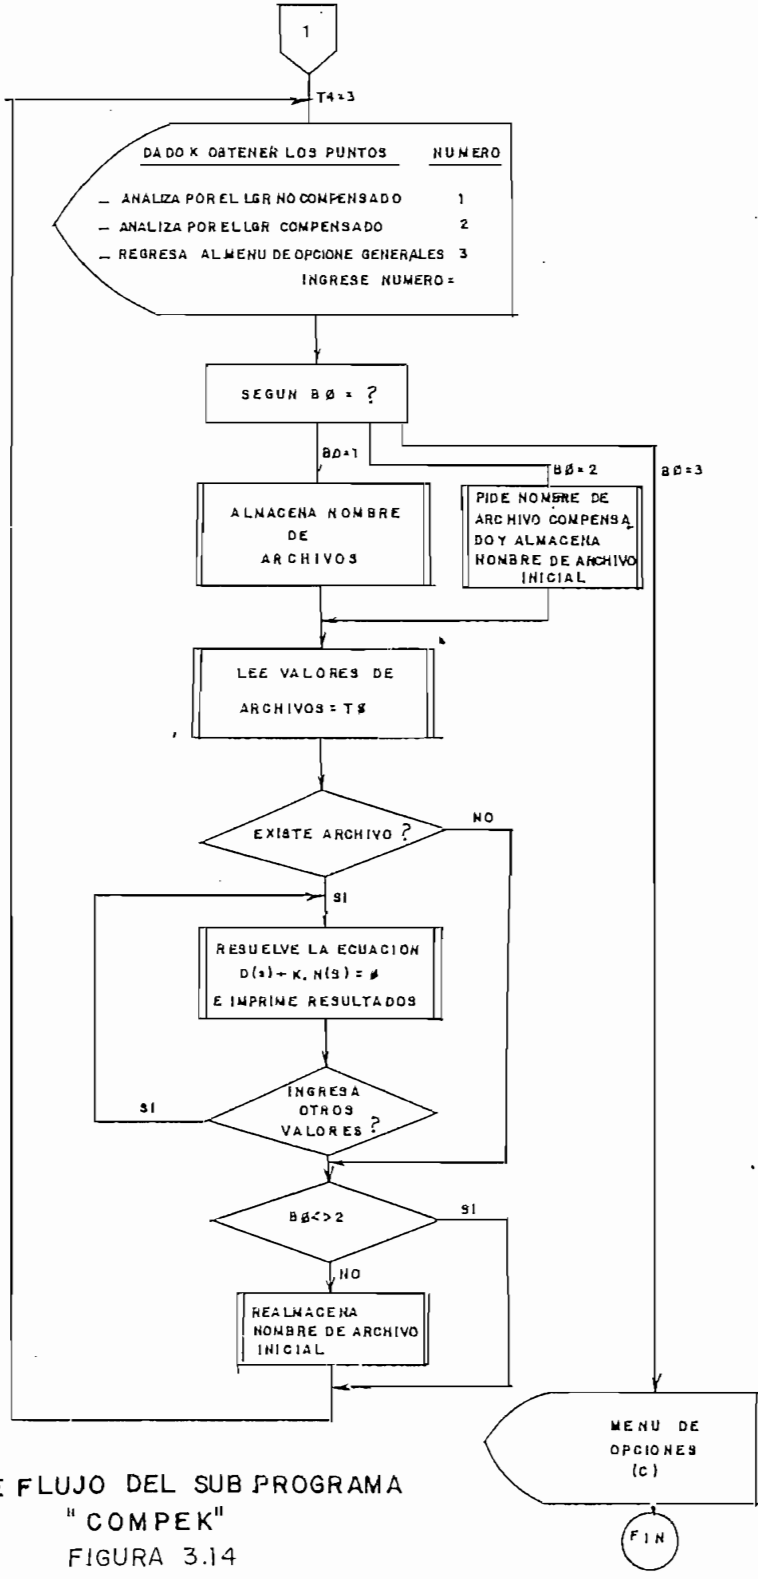 1
T4=3
DADO K OBTENER LOS PUNTOS NUMERO
— ANALIZA POR EL LGR NO COMPENSADO 1
— ANALIZA POR EL LGR COMPENSADO 2
— REGRESA AL MENU DE OPCIONE GENERALES 3
INGRESE NUMERO=
SEGUN BØ = ?
BØ=1
BØ=2
BØ=3
ALMACENA NOMBRE
DE
ARCHIVOS
PIDE NOMBRE DE
ARCHIVO COMPENSA
DO Y ALMACENA
NOMBRE DE ARCHIVO
INICIAL
LEE VALORES DE
ARCHIVOS = T$
EXISTE ARCHIVO ?
NO
SI
RESUELVE LA ECUACION
D(s)+K.N(S) = Ø
E IMPRIME RESULTADOS
INGRESA
OTROS
VALORES ?
SI
BØ<>2
SI
NO
REALMACENA
NOMBRE DE ARCHIVO
INICIAL
MENU DE
OPCIONES
(C)
FIN
E FLUJO DEL SUB PROGRAMA
"COMPEK"
FIGURA 3.14